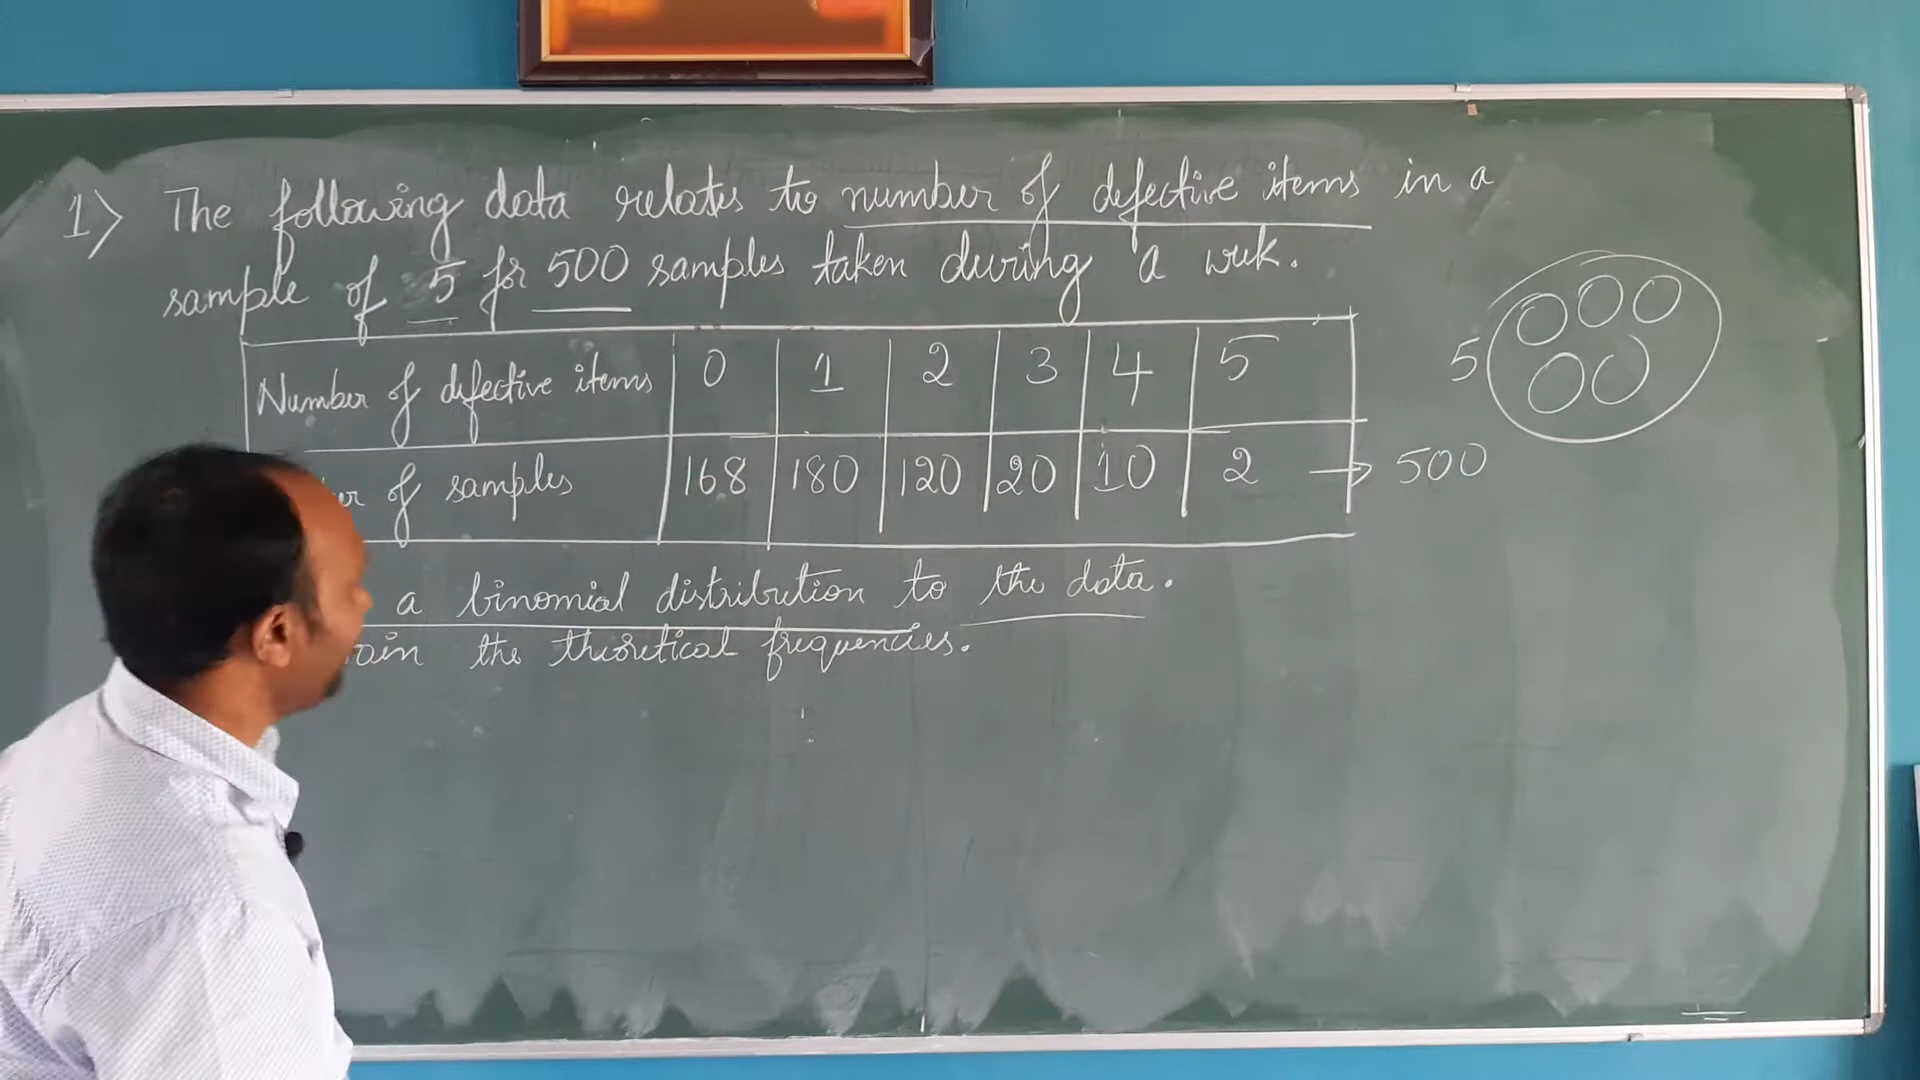 1) The following data relates to number of defective items in a
sample of 5 for 500 samples taken during a week.
Number of defective items 0 1 2 3 4 5
of samples 168 180 120 20 10 2 → 500
5
a binomial distribution to the data.
the theoretical frequencies.